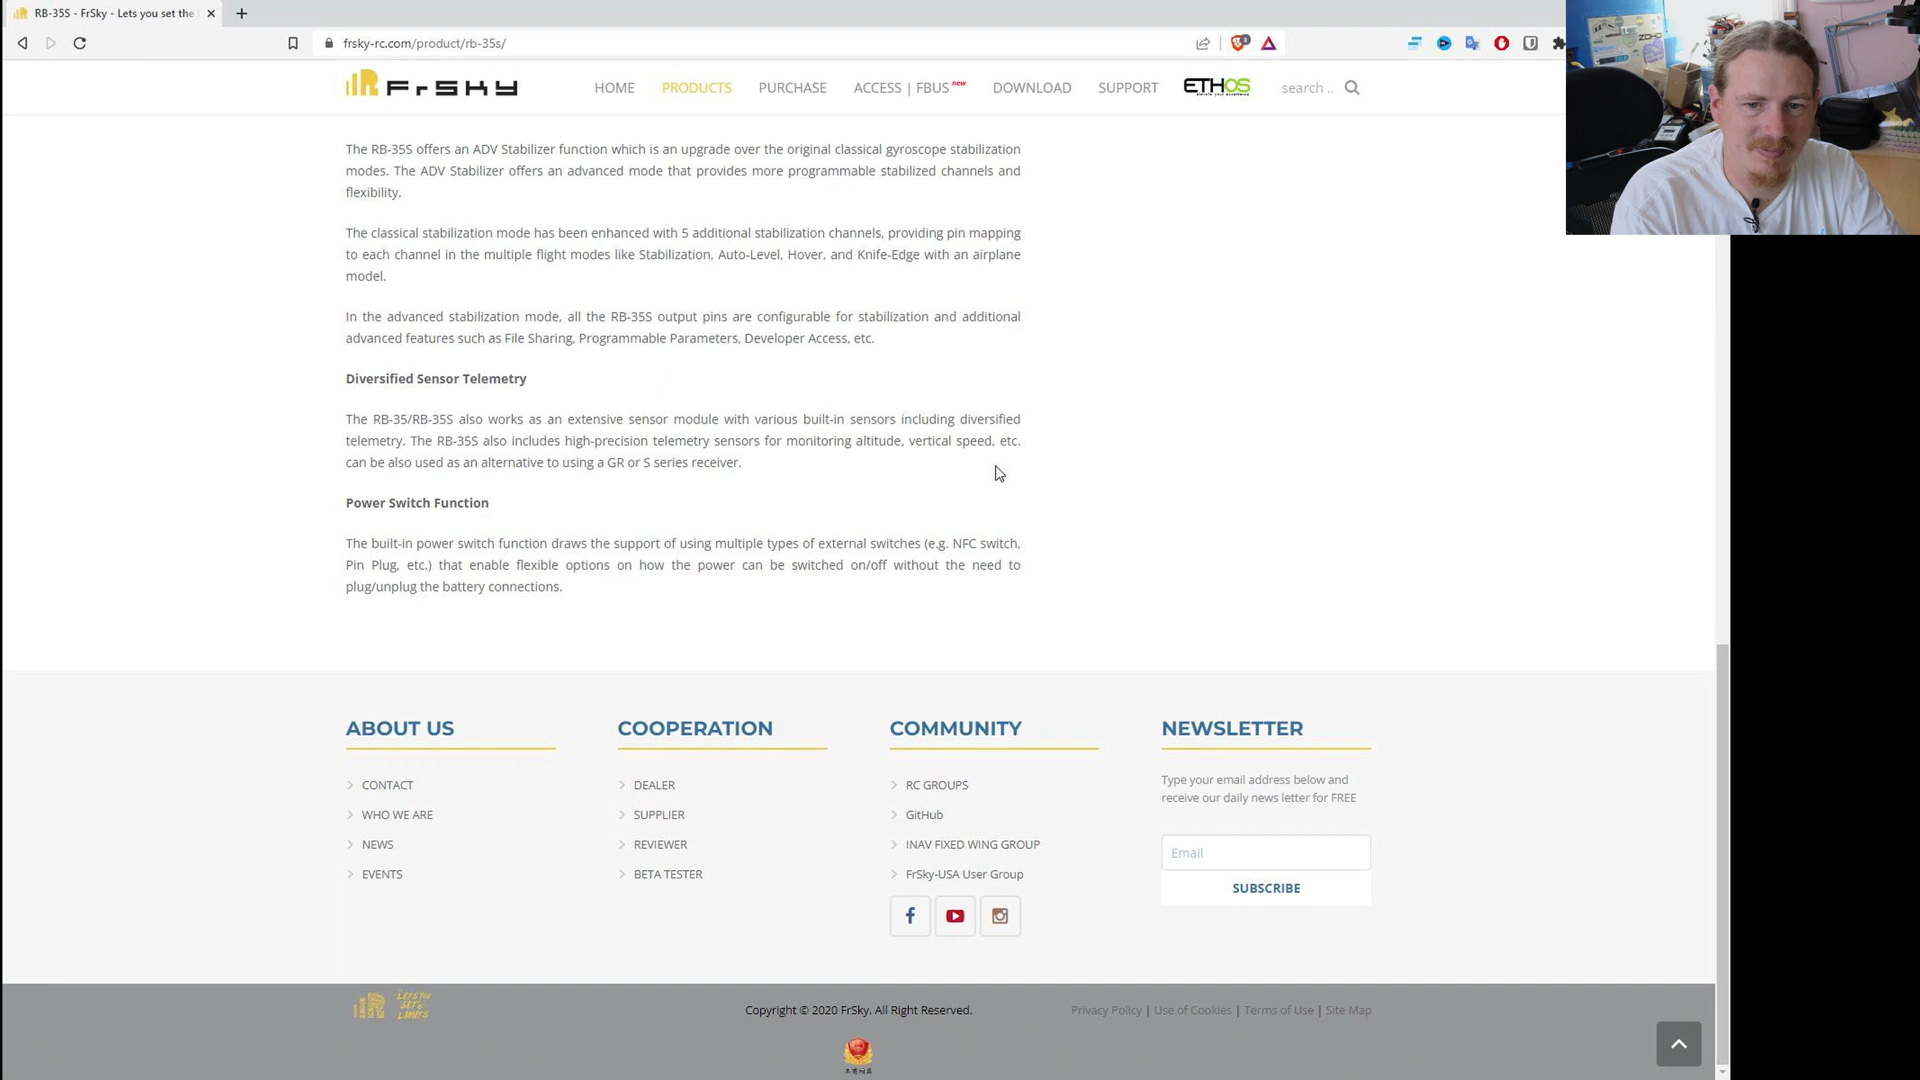 RB-35S - FrSky - Lets you set the
frsky-rc.com/product/rb-35s/
FrSKY
HOME
PRODUCTS
PURCHASE
ACCESS | FBUS new
DOWNLOAD
SUPPORT
ETHOS
search ..
The RB-35S offers an ADV Stabilizer function which is an upgrade over the original classical gyroscope stabilization
modes. The ADV Stabilizer offers an advanced mode that provides more programmable stabilized channels and
flexibility.
The classical stabilization mode has been enhanced with 5 additional stabilization channels, providing pin mapping
to each channel in the multiple flight modes like Stabilization, Auto-Level, Hover, and Knife-Edge with an airplane
model.
In the advanced stabilization mode, all the RB-35S output pins are configurable for stabilization and additional
advanced features such as File Sharing, Programmable Parameters, Developer Access, etc.
Diversified Sensor Telemetry
The RB-35/RB-35S also works as an extensive sensor module with various built-in sensors including diversified
telemetry. The RB-35S also includes high-precision telemetry sensors for monitoring altitude, vertical speed, etc.
can be also used as an alternative to using a GR or S series receiver.
Power Switch Function
The built-in power switch function draws the support of using multiple types of external switches (e.g. NFC switch,
Pin Plug, etc.) that enable flexible options on how the power can be switched on/off without the need to
plug/unplug the battery connections.
ABOUT US
CONTACT
WHO WE ARE
NEWS
EVENTS
COOPERATION
DEALER
SUPPLIER
REVIEWER
BETA TESTER
COMMUNITY
RC GROUPS
GitHub
INAV FIXED WING GROUP
FrSky-USA User Group
NEWSLETTER
Type your email address below and
receive our daily news letter for FREE
Email
SUBSCRIBE
Copyright © 2020 FrSky. All Right Reserved.
Privacy Policy | Use of Cookies | Terms of Use | Site Map